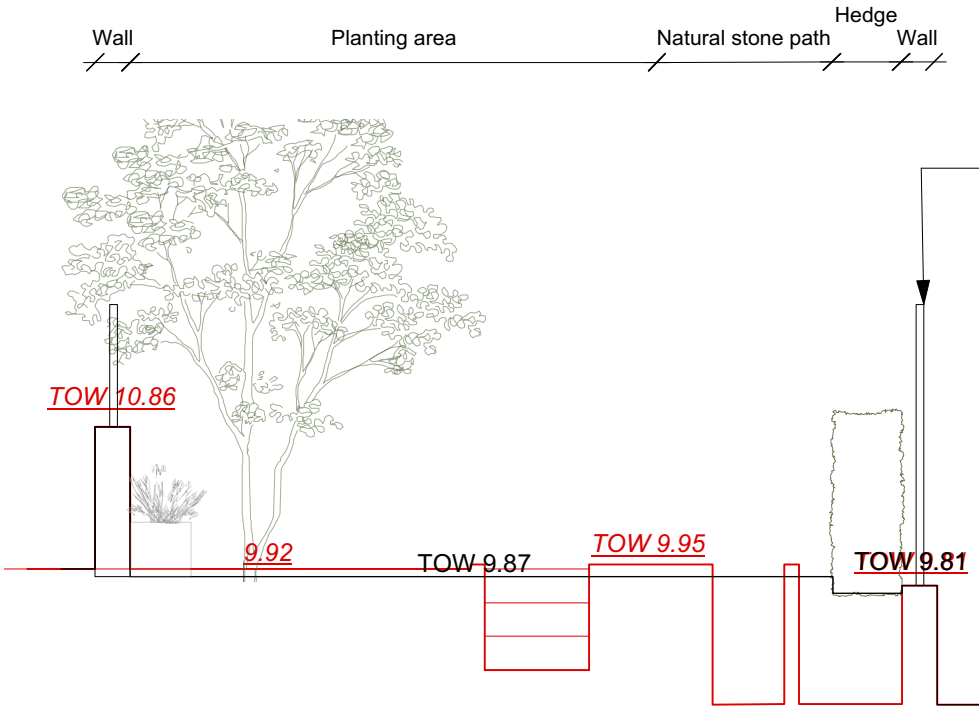 Hedge
Wall Planting area Natural stone path Wall
TOW 10.86
9.92 TOW 9.87 TOW 9.95 TOW 9.81